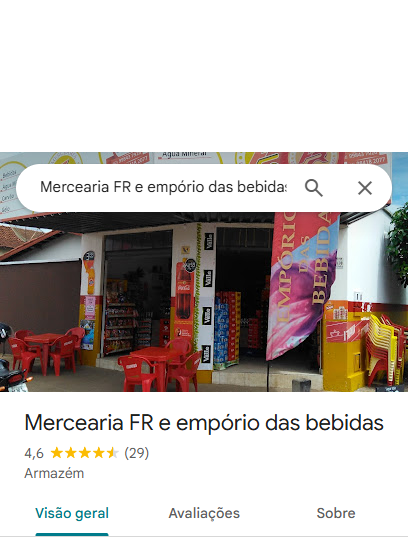 Água Mineral
Mercearia FR e empório das bebidas
EMPÓRIO
DAS
BEBIDA
Mercearia FR e empório das bebidas
4,6 (29)
Armazém
Visão geral Avaliações Sobre